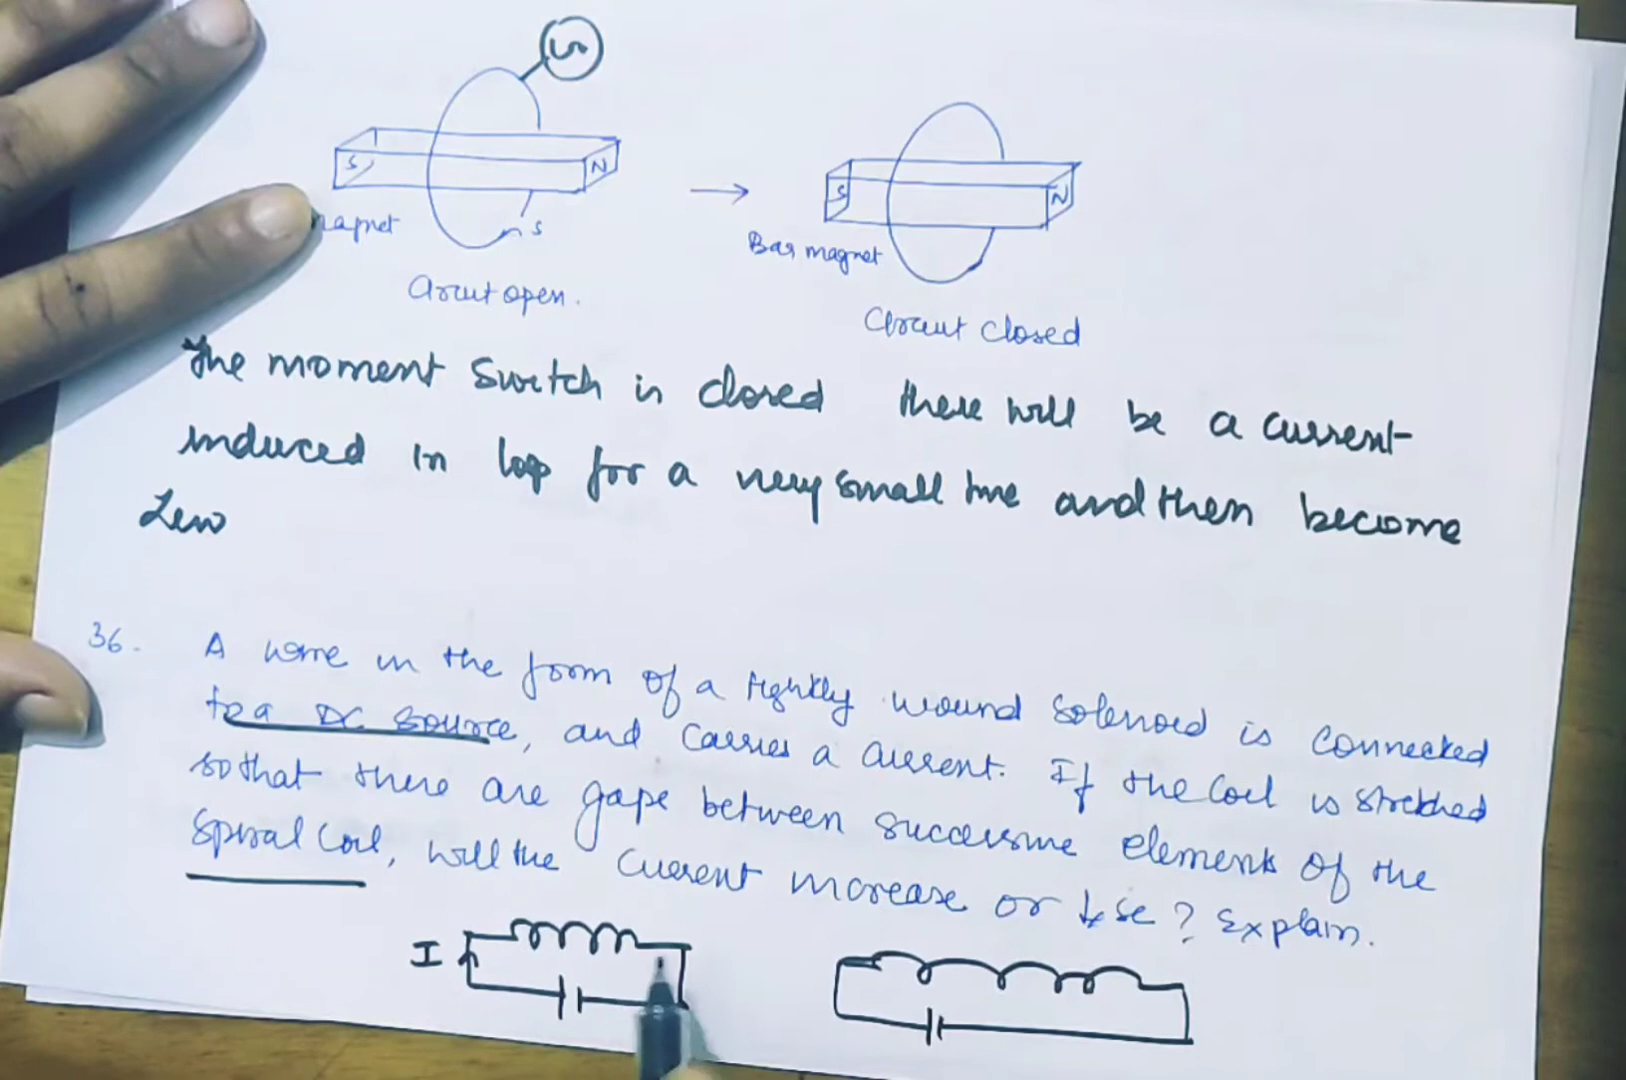 S
N
S
magnet
Circuit open.
S
N
Bar magnet
Circuit closed
The moment switch is closed there will be a current
induced in loop for a very small time and then become
Zero
36. A wire in the form of a tightly wound solenoid is connected
to a DC source, and carries a current. If the coil is stretched
so that there are gaps between successive elements of the
spiral coil, will the current increase or ↓se? Explain.
I